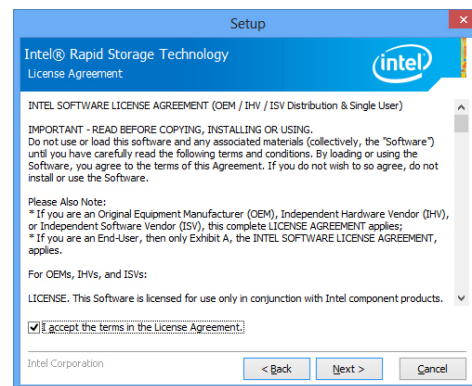 Setup
Intel® Rapid Storage Technology
License Agreement
intel
INTEL SOFTWARE LICENSE AGREEMENT (OEM / IHV / ISV Distribution & Single User)
IMPORTANT - READ BEFORE COPYING, INSTALLING OR USING.
Do not use or load this software and any associated materials (collectively, the "Software")
until you have carefully read the following terms and conditions. By loading or using the
Software, you agree to the terms of this Agreement. If you do not wish to so agree, do not
install or use the Software.
Please Also Note:
* If you are an Original Equipment Manufacturer (OEM), Independent Hardware Vendor (IHV),
or Independent Software Vendor (ISV), this complete LICENSE AGREEMENT applies;
* If you are an End-User, then only Exhibit A, the INTEL SOFTWARE LICENSE AGREEMENT,
applies.
For OEMs, IHVs, and ISVs:
LICENSE. This Software is licensed for use only in conjunction with Intel component products.
I accept the terms in the License Agreement.
Intel Corporation
< Back
Next >
Cancel